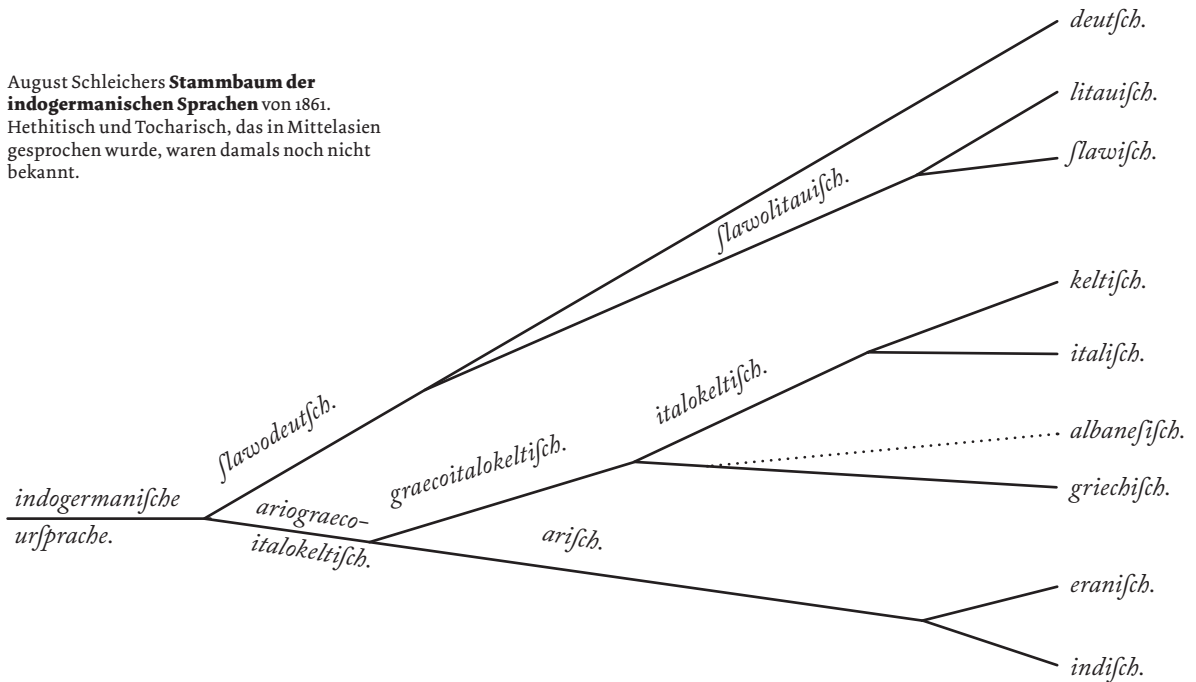 deutſch.
August Schleichers Stammbaum der
indogermanischen Sprachen von 1861.
Hethitisch und Tocharisch, das in Mittelasien
gesprochen wurde, waren damals noch nicht
bekannt.
litauiſch.
ſlawiſch.
ſlawolitauiſch.
keltiſch.
italiſch.
italokeltiſch.
albaneſiſch.
ſlawodeutſch.
graecoitalokeltiſch.
griechiſch.
indogermaniſche
urſprache.
ariograeco-
italokeltiſch.
ariſch.
eraniſch.
indiſch.